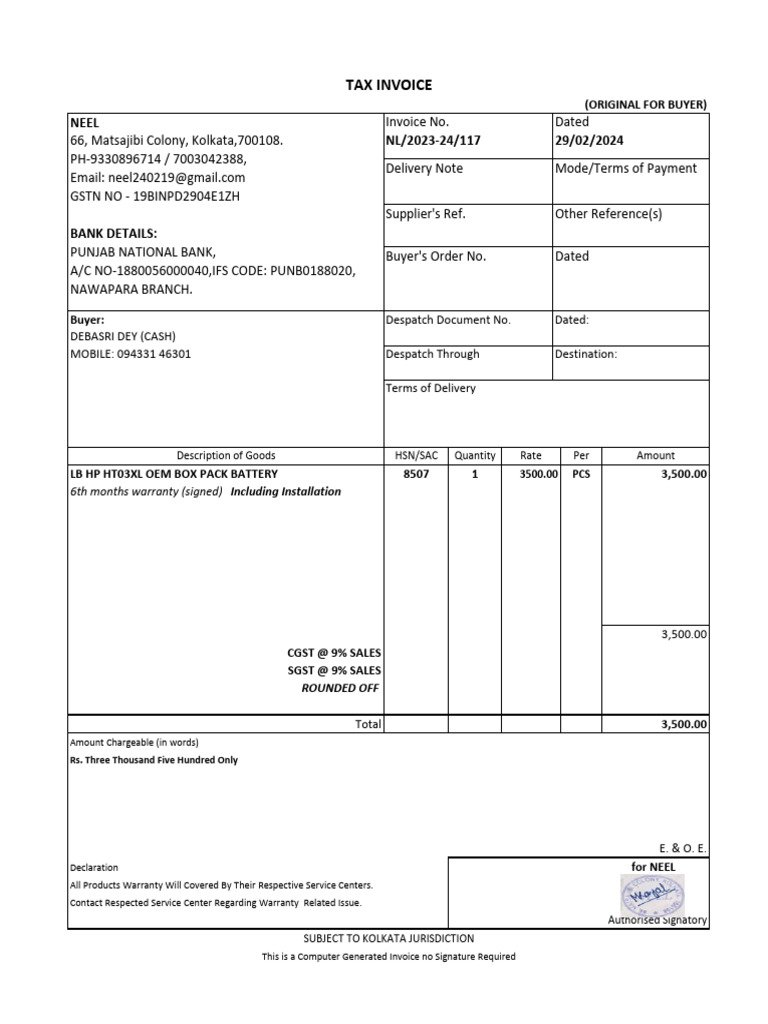 TAX INVOICE
(ORIGINAL FOR BUYER)
NEEL
66, Matsajibi Colony, Kolkata,700108.
PH-9330896714 / 7003042388,
Email: neel240219@gmail.com
GSTN NO - 19BINPD2904E1ZH
BANK DETAILS:
PUNJAB NATIONAL BANK,
A/C NO-1880056000040,IFS CODE: PUNB0188020,
NAWAPARA BRANCH.
Invoice No. Dated
NL/2023-24/117 29/02/2024
Delivery Note Mode/Terms of Payment
Supplier's Ref. Other Reference(s)
Buyer's Order No. Dated
Buyer:
DEBASRI DEY (CASH)
MOBILE: 094331 46301
Despatch Document No. Dated:
Despatch Through Destination:
Terms of Delivery
Description of Goods HSN/SAC Quantity Rate Per Amount
LB HP HT03XL OEM BOX PACK BATTERY 8507 1 3500.00 PCS 3,500.00
6th months warranty (signed) Including Installation
3,500.00
CGST @ 9% SALES
SGST @ 9% SALES
ROUNDED OFF
Total 3,500.00
Amount Chargeable (in words)
Rs. Three Thousand Five Hundred Only
E. & O. E.
Declaration
All Products Warranty Will Covered By Their Respective Service Centers.
Contact Respected Service Center Regarding Warranty Related Issue.
for NEEL
Authorised Signatory
SUBJECT TO KOLKATA JURISDICTION
This is a Computer Generated Invoice no Signature Required